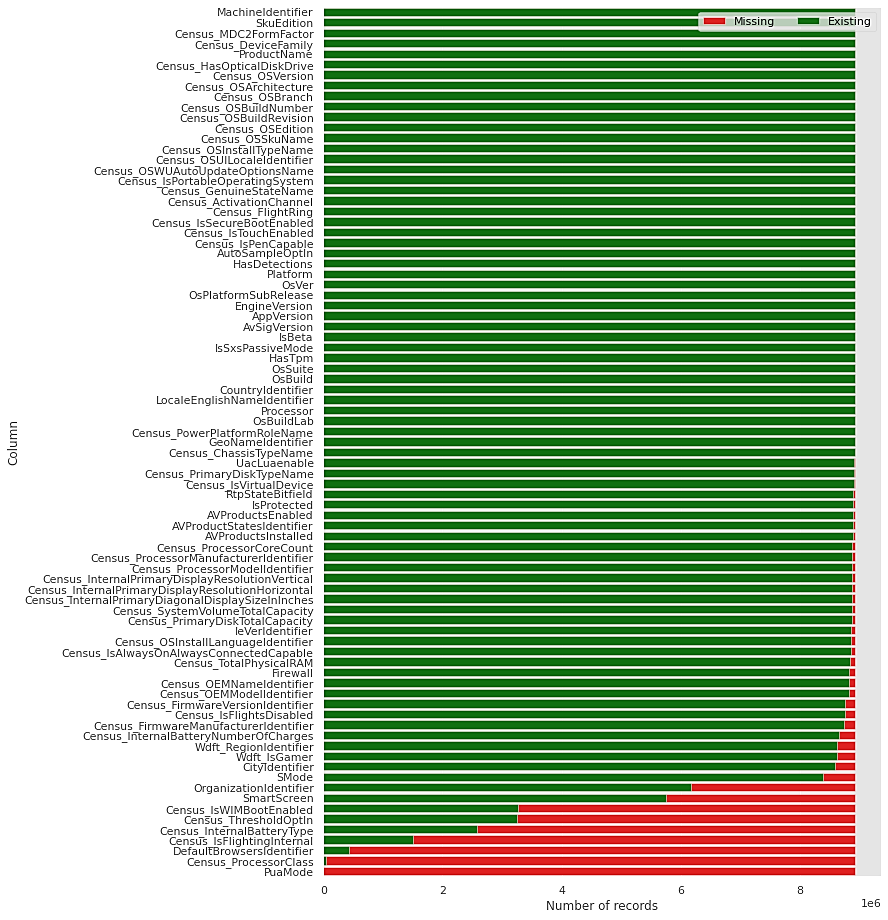 MachineIdentifier
SkuEdition
Census_MDC2FormFactor
Census_DeviceFamily
ProductName
Census_HasOpticalDiskDrive
Census_OSVersion
Census_OSArchitecture
Census_OSBranch
Census_OSBuildNumber
Census_OSBuildRevision
Census_OSEdition
Census_OSSkuName
Census_OSInstallTypeName
Census_OSUILocaleIdentifier
Census_OSWUAutoUpdateOptionsName
Census_IsPortableOperatingSystem
Census_GenuineStateName
Census_ActivationChannel
Census_FlightRing
Census_IsSecureBootEnabled
Census_IsTouchEnabled
Census_IsPenCapable
AutoSampleOptIn
HasDetections
Platform
OsVer
OsPlatformSubRelease
EngineVersion
AppVersion
AvSigVersion
IsBeta
IsSxsPassiveMode
HasTpm
OsSuite
OsBuild
CountryIdentifier
LocaleEnglishNameIdentifier
Processor
OsBuildLab
Census_PowerPlatformRoleName
GeoNameIdentifier
Census_ChassisTypeName
UacLuaenable
Census_PrimaryDiskTypeName
Census_IsVirtualDevice
RtpStateBitfield
IsProtected
AVProductsEnabled
AVProductStatesIdentifier
AVProductsInstalled
Census_ProcessorCoreCount
Census_ProcessorManufacturerIdentifier
Census_ProcessorModelIdentifier
Census_InternalPrimaryDisplayResolutionVertical
Census_InternalPrimaryDisplayResolutionHorizontal
Census_InternalPrimaryDiagonalDisplaySizeInInches
Census_SystemVolumeTotalCapacity
Census_PrimaryDiskTotalCapacity
IeVerIdentifier
Census_OSInstallLanguageIdentifier
Census_IsAlwaysOnAlwaysConnectedCapable
Census_TotalPhysicalRAM
Firewall
Census_OEMNameIdentifier
Census_OEMModelIdentifier
Census_FirmwareVersionIdentifier
Census_IsFlightsDisabled
Census_FirmwareManufacturerIdentifier
Census_InternalBatteryNumberOfCharges
Wdft_RegionIdentifier
Wdft_IsGamer
CityIdentifier
SMode
OrganizationIdentifier
SmartScreen
Census_IsWIMBootEnabled
Census_ThresholdOptIn
Census_InternalBatteryType
Census_IsFlightingInternal
DefaultBrowsersIdentifier
Census_ProcessorClass
PuaMode
Column
Missing Existing
0 2 4 6 8
1e6
Number of records